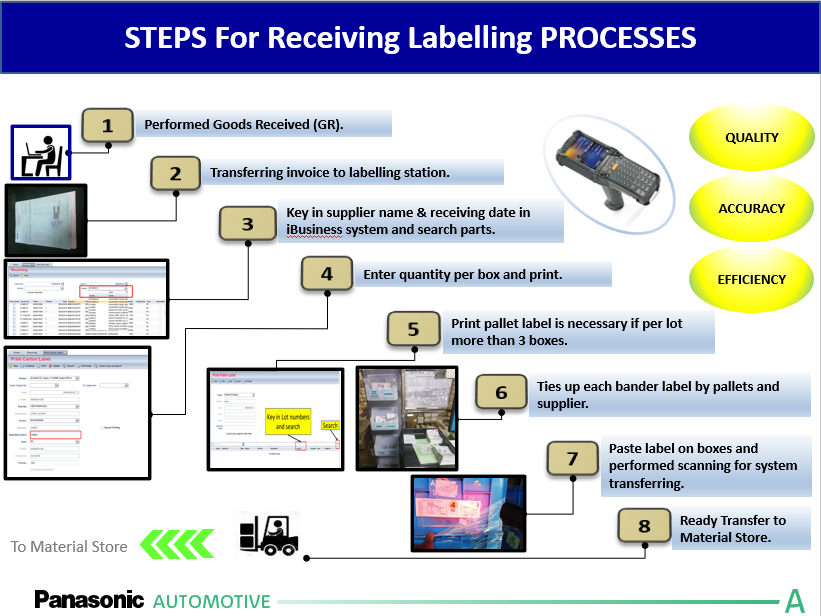 STEPS For Receiving Labelling PROCESSES
1
Performed Goods Received (GR).
2
Transferring invoice to labelling station.
3
Key in supplier name & receiving date in
iBusiness system and search parts.
4
Enter quantity per box and print.
5
Print pallet label is necessary if per lot
more than 3 boxes.
6
Ties up each bander label by pallets and
supplier.
7
Paste label on boxes and
performed scanning for system
transferring.
8
Ready Transfer to
Material Store.
QUALITY
ACCURACY
EFFICIENCY
Receiving
Print Carton Label
Print Pallet Label
Key in Lot numbers
and search
Search
To Material Store
Panasonic AUTOMOTIVE
A